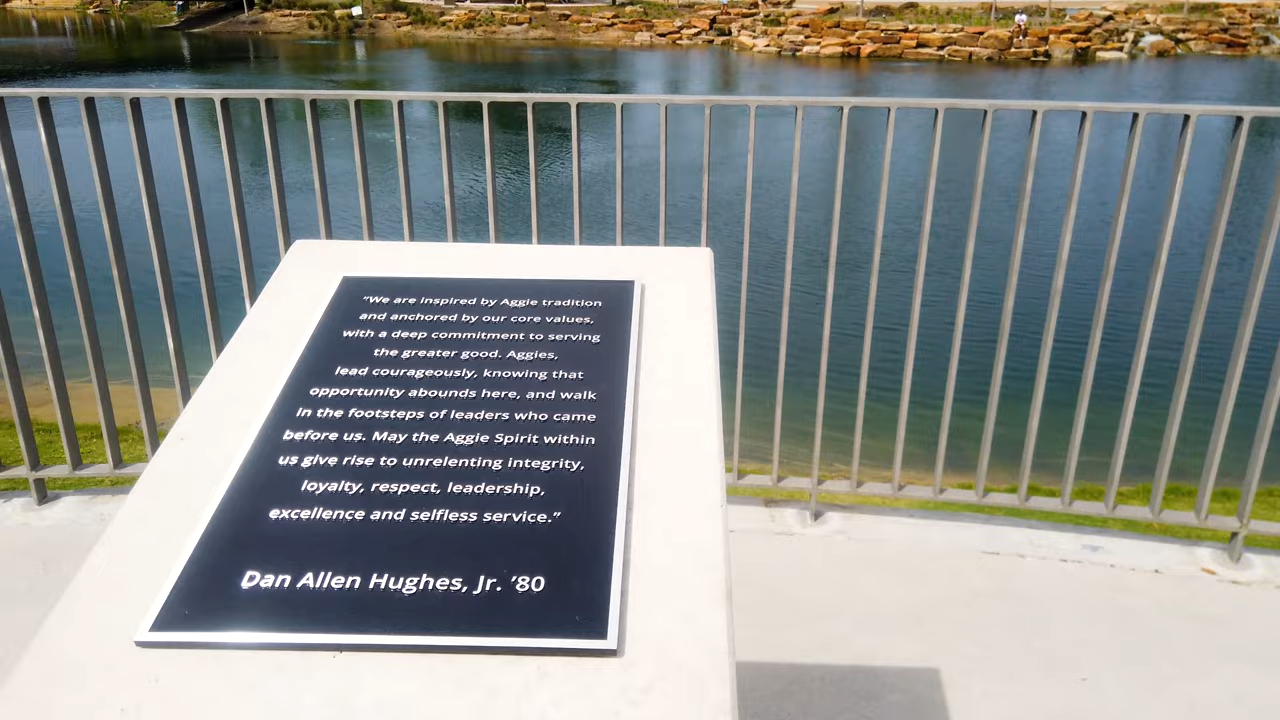 "We are inspired by Aggie tradition
and anchored by our core values,
with a deep commitment to serving
the greater good. Aggies,
lead courageously, knowing that
opportunity abounds here, and walk
in the footsteps of leaders who came
before us. May the Aggie Spirit within
us give rise to unrelenting integrity,
loyalty, respect, leadership,
excellence and selfless service."
Dan Allen Hughes, Jr. '80